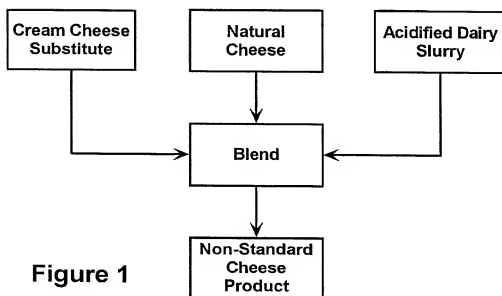 Cream Cheese
Substitute
Natural
Cheese
Acidified Dairy
Slurry
Blend
Non-Standard
Cheese
Product
Figure 1